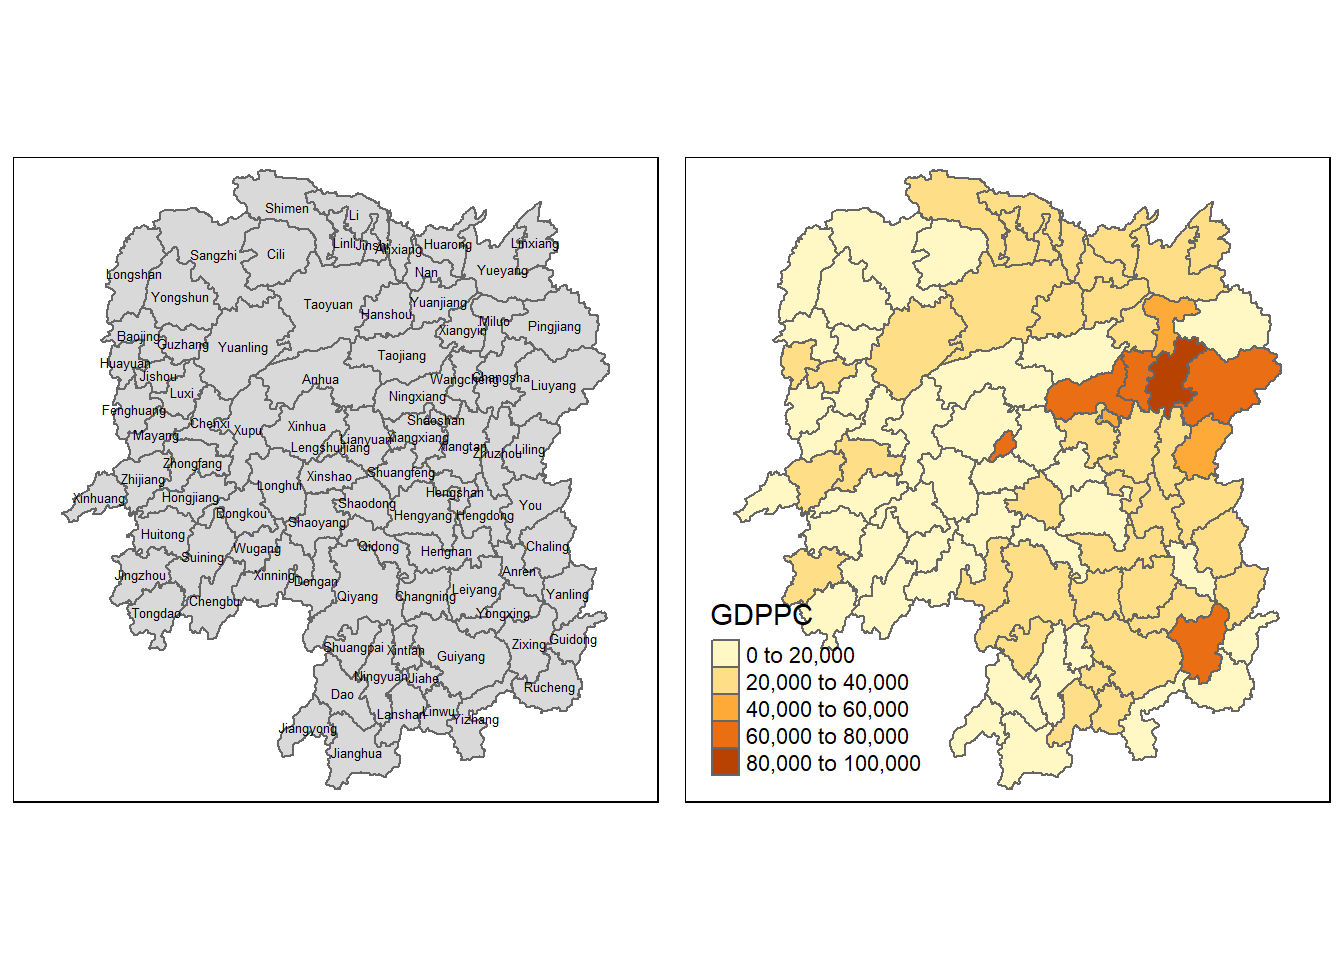 Shimen
Li
Linli
Jinshi
Anxiang
Huarong
Linxiang
Sangzhi
Cili
Longshan
Nan
Yueyang
Yongshun
Taoyuan
Hanshou
Yuanjiang
Baojing
Guzhang
Yuanling
Xiangyin
Miluo
Pingjiang
Huayuan
Jishou
Taojiang
Luxi
Anhua
Wangcheng
Changsha
Liuyang
Ningxiang
Fenghuang
Chenxi
Mayang
Xupu
Xinhua
Shaoshan
Lianyuan
Xiangxiang
Lengshuijiang
Xiangtan
Zhuzhou
Liling
Zhongfang
Zhijiang
Xinshao
Shuangfeng
Longhui
Xinhuang
Hongjiang
Hengshan
Shaodong
You
Dongkou
Shaoyang
Hengyang
Hengdong
Huitong
Wugang
Qidong
Hengnan
Chaling
Suining
Jingzhou
Xinning
Dongan
Anren
Tongdao
Chengbu
Qiyang
Changning
Leiyang
Yanling
Yongxing
Shuangpai
Xintian
Guiyang
Zixing
Guidong
Ningyuan
Jiahe
Dao
Rucheng
Lanshan
Linwu
Yizhang
Jiangyong
Jianghua
GDPPC
0 to 20,000
20,000 to 40,000
40,000 to 60,000
60,000 to 80,000
80,000 to 100,000